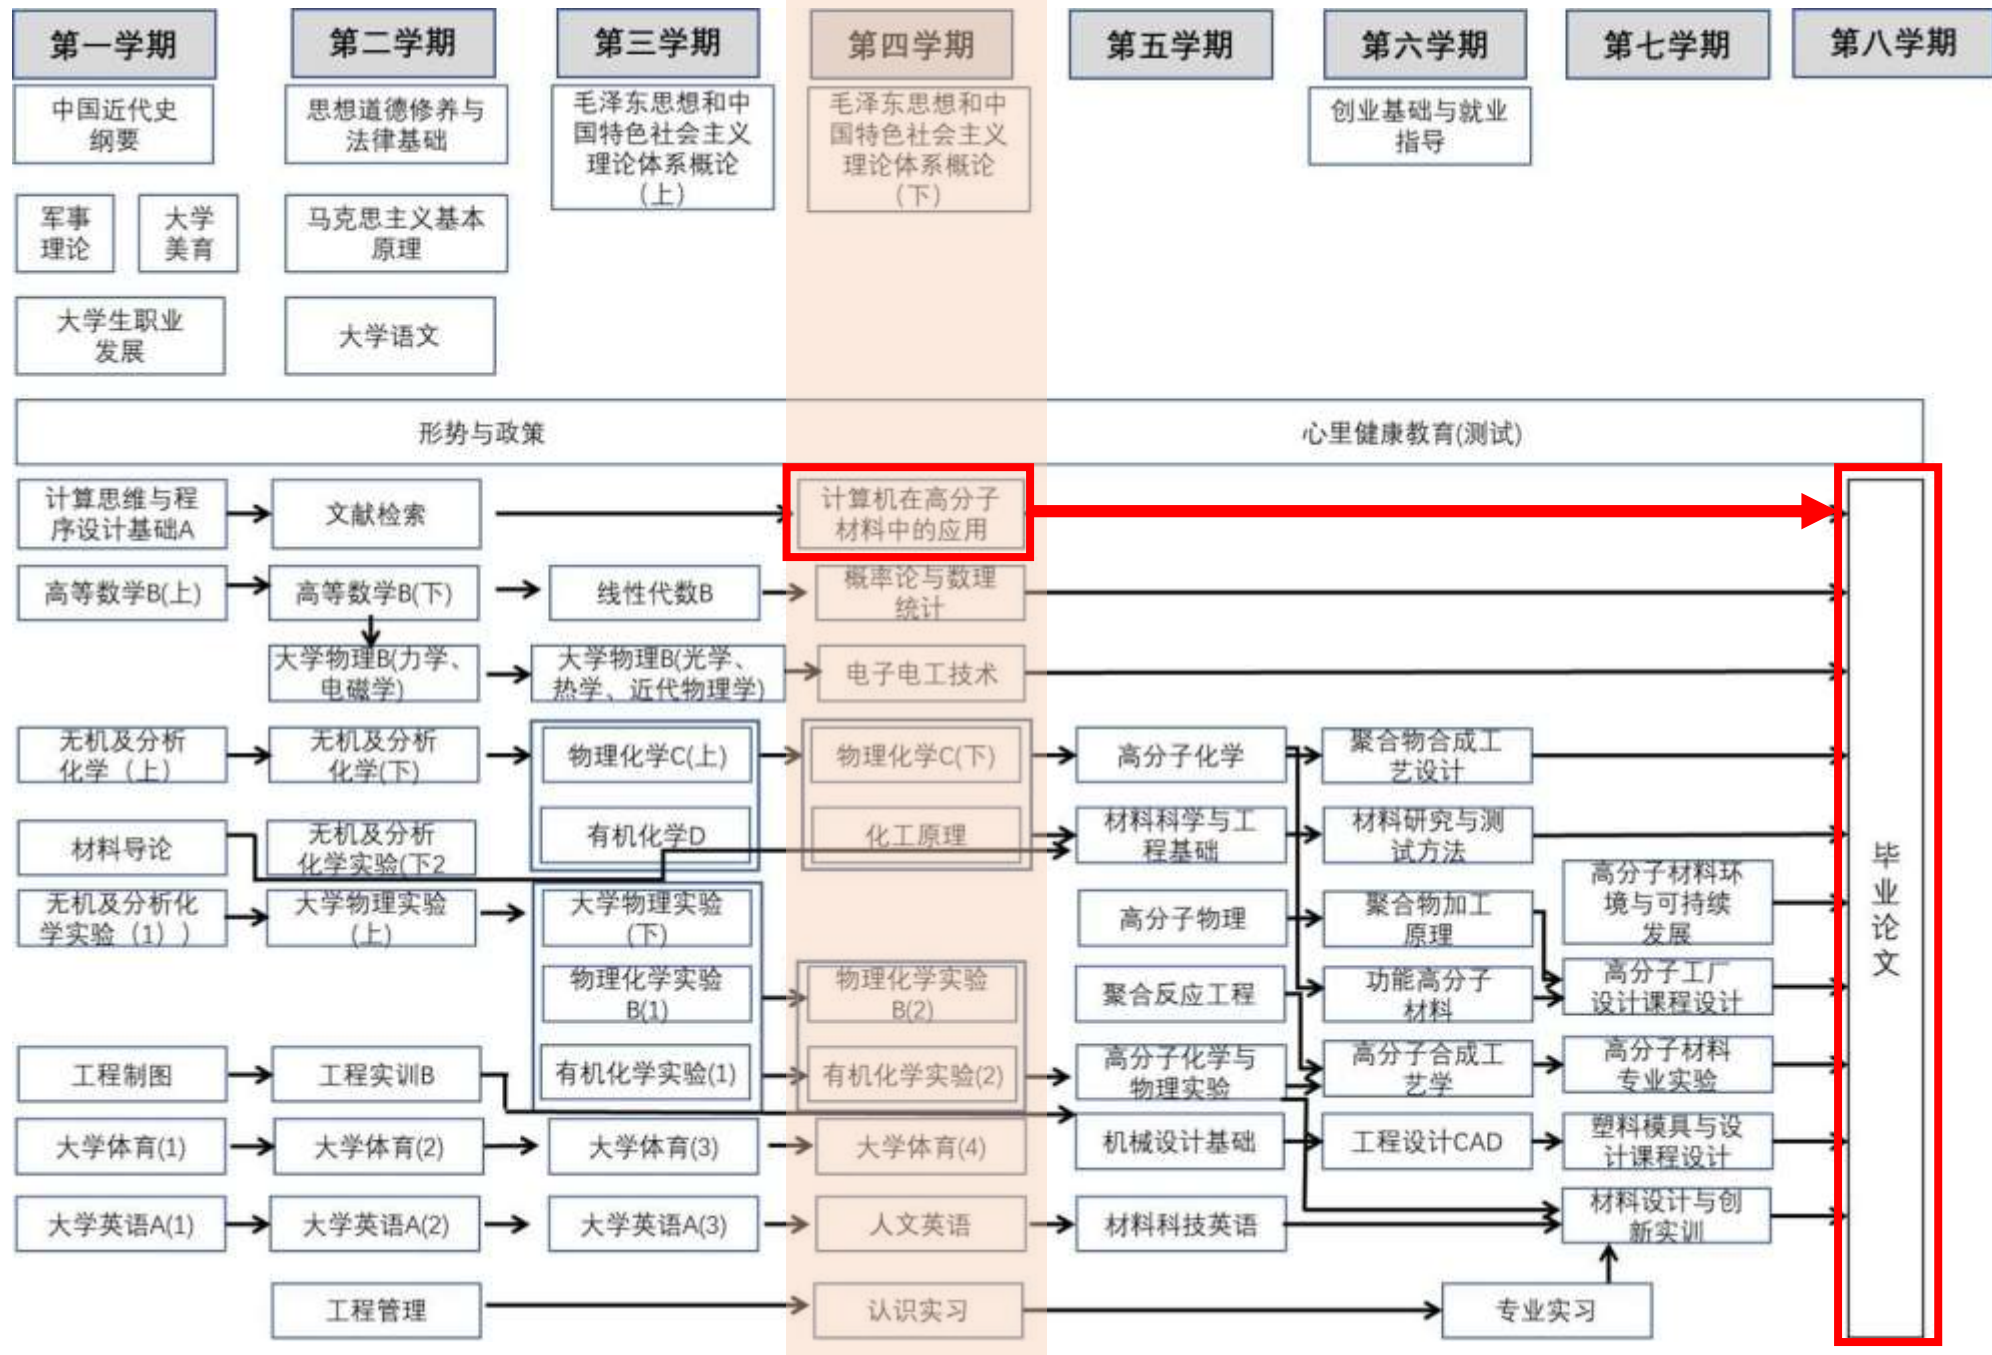 第一学期
第二学期
第三学期
第四学期
第五学期
第六学期
第七学期
第八学期
中国近代史
纲要
思想道德修养与
法律基础
毛泽东思想和中
国特色社会主义
理论体系概论
（上）
毛泽东思想和中
国特色社会主义
理论体系概论
（下）
创业基础与就业
指导
军事
理论
大学
美育
马克思主义基本
原理
大学生职业
发展
大学语文
形势与政策
心里健康教育(测试)
计算思维与程
序设计基础A
文献检索
计算机在高分子
材料中的应用
高等数学B(上)
高等数学B(下)
线性代数B
概率论与数理
统计
大学物理B(力学、
电磁学)
大学物理B(光学、
热学、近代物理学)
电子电工技术
无机及分析
化学（上）
无机及分析
化学(下)
物理化学C(上)
物理化学C(下)
高分子化学
聚合物合成工
艺设计
材料导论
无机及分析
化学实验(下2
有机化学D
化工原理
材料科学与工
程基础
材料研究与测
试方法
无机及分析化
学实验（1））
大学物理实验
(上)
大学物理实验
(下)
高分子物理
聚合物加工
原理
高分子材料环
境与可持续
发展
物理化学实验
B(1)
物理化学实验
B(2)
聚合反应工程
功能高分子
材料
高分子工厂
设计课程设计
工程制图
工程实训B
有机化学实验(1)
有机化学实验(2)
高分子化学与
物理实验
高分子合成工
艺学
高分子材料
专业实验
大学体育(1)
大学体育(2)
大学体育(3)
大学体育(4)
机械设计基础
工程设计CAD
塑料模具与设
计课程设计
大学英语A(1)
大学英语A(2)
大学英语A(3)
人文英语
材料科技英语
材料设计与创
新实训
工程管理
认识实习
专业实习
毕业论文